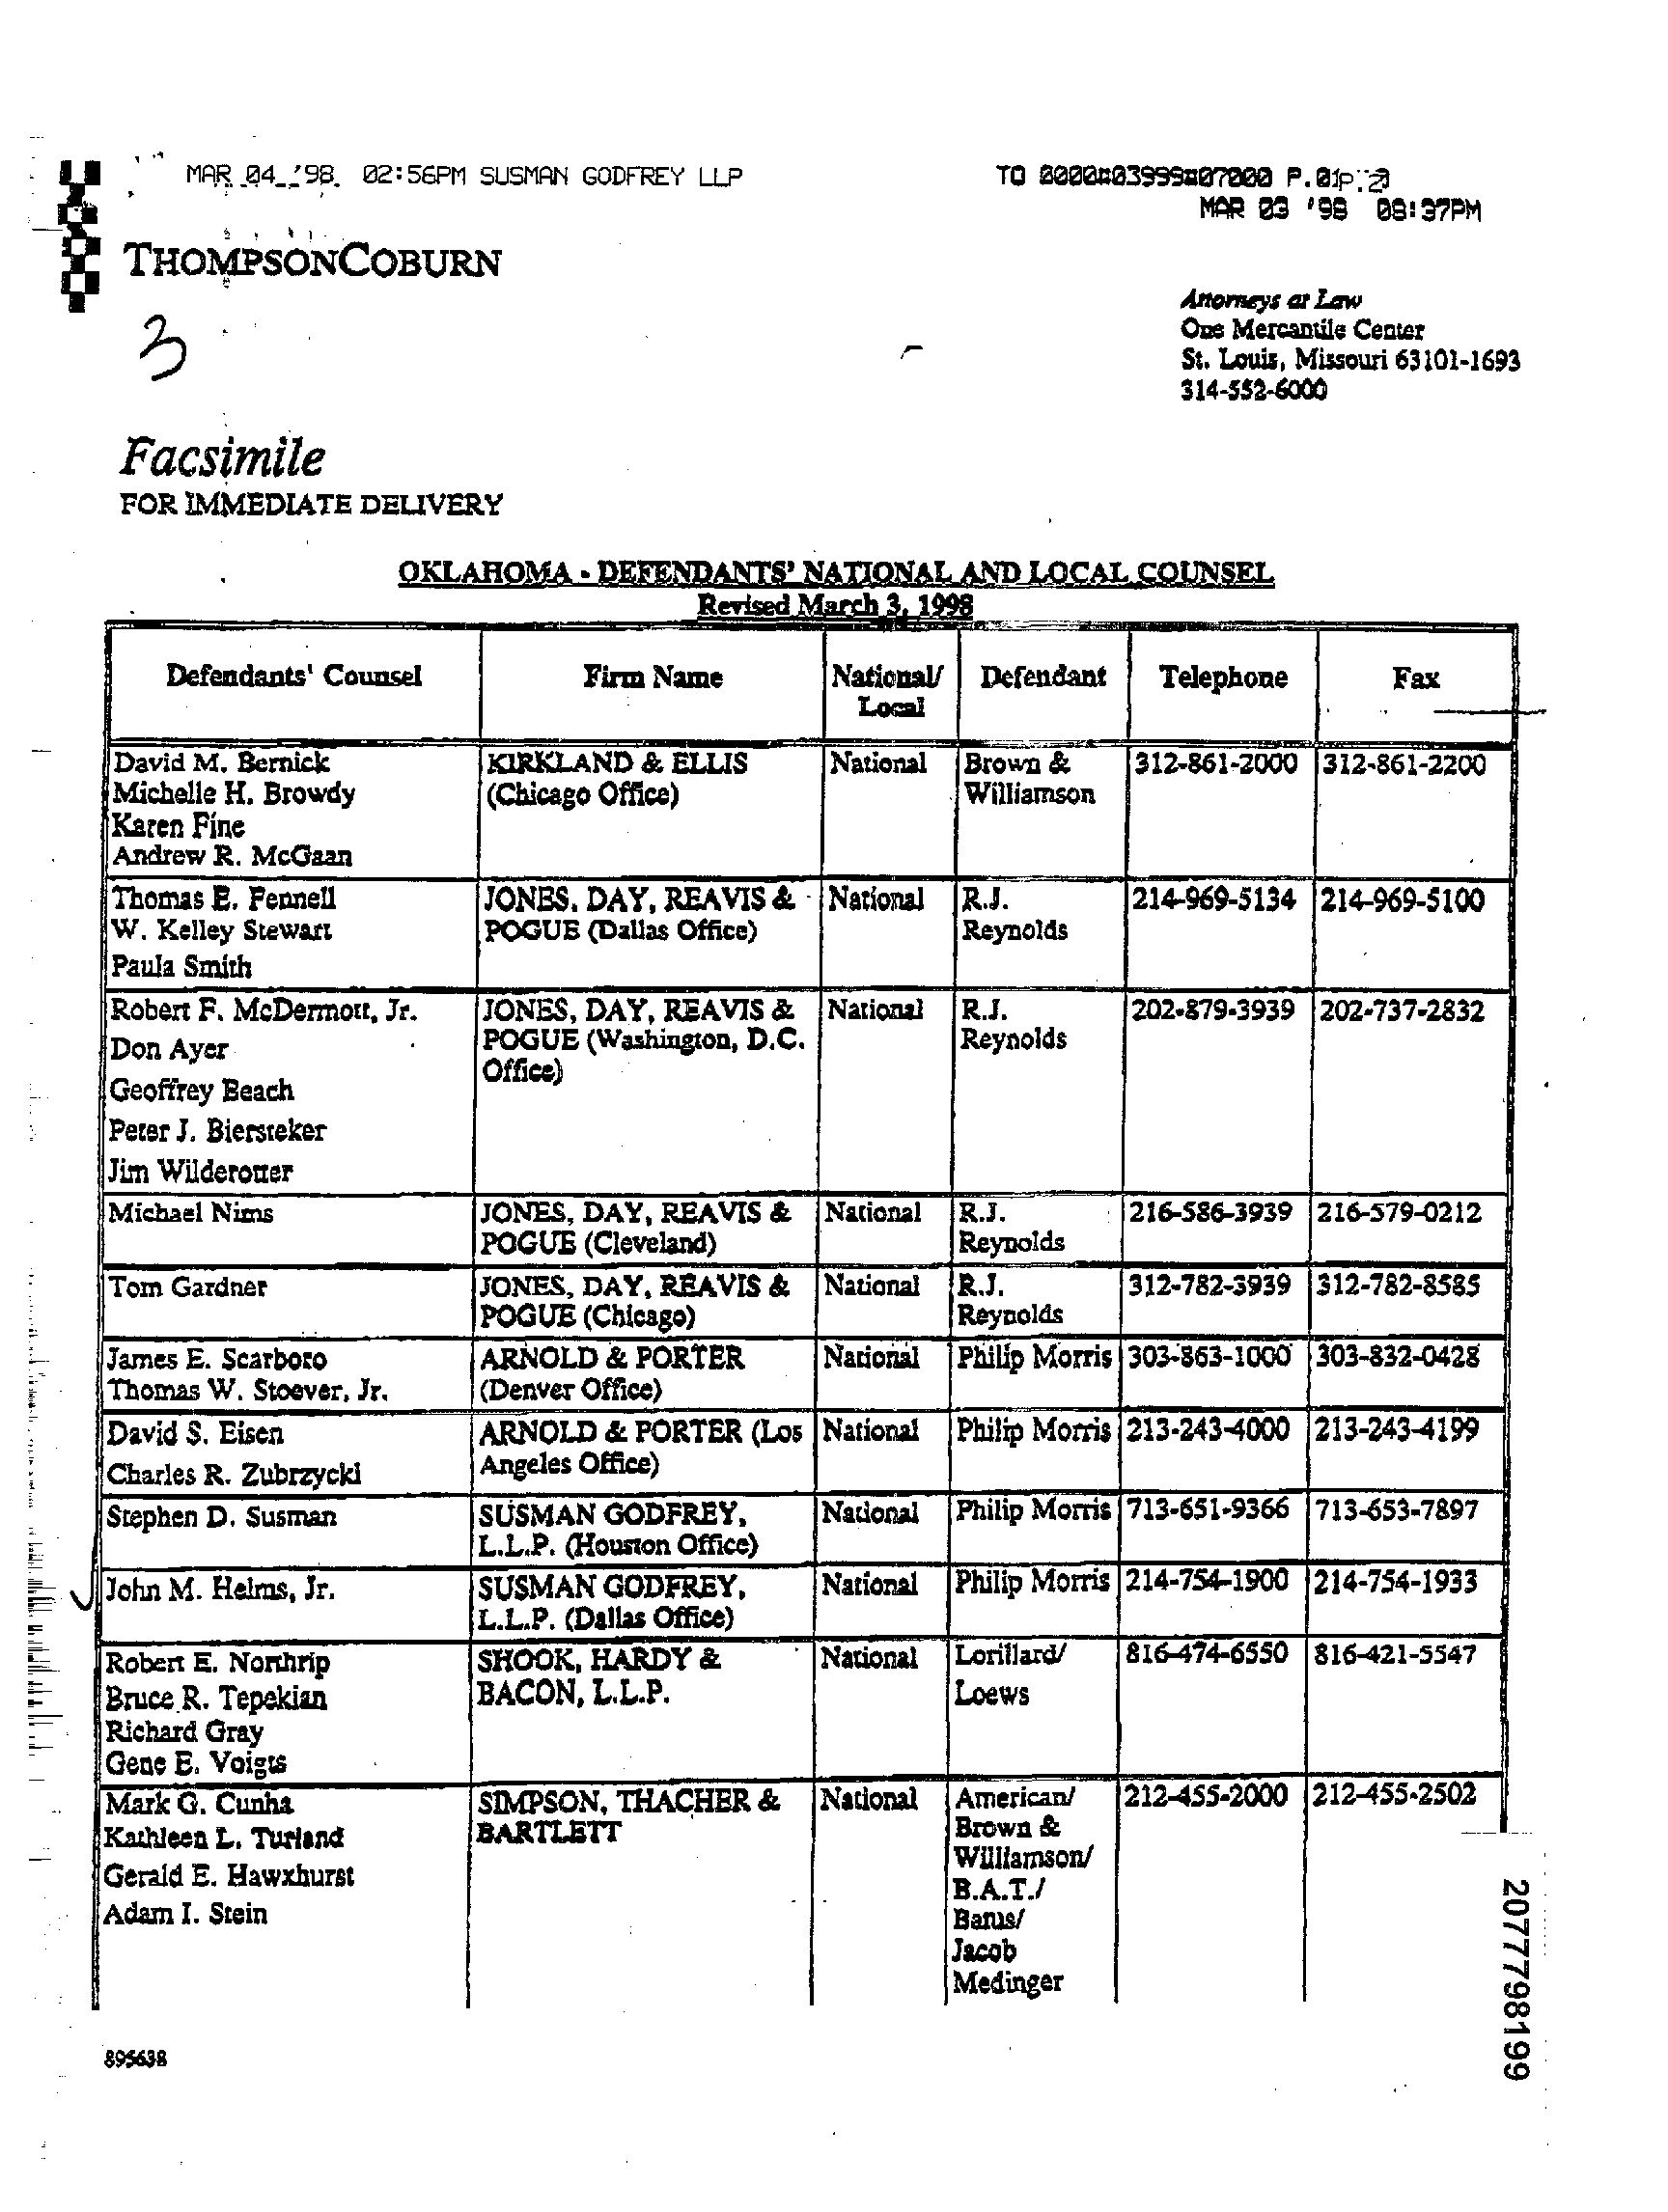 MAR 04 '98 02:56PM SUSMAN GODFREY LLP
TO 0000#03999#07000 P.01
P.2
MAR 03 '98 08:37PM
THOMPSONCOBURN
3
Attorneys at Law
One Mercantile Center
St. Louis, Missouri 63101-1693
314-552-6000
Facsimile
FOR IMMEDIATE DELIVERY
OKLAHOMA - DEFENDANTS' NATIONAL AND LOCAL COUNSEL
Revised March 3, 1998
Defendants' Counsel Firm Name National/ Defendant Telephone Fax
Local
David M. Bernick KIRKLAND & ELLIS National Brown & 312-861-2000 312-861-2200
Michelle H. Browdy (Chicago Office) Williamson
Karen Fine
Andrew R. McGaan
Thomas E. Fennell JONES, DAY, REAVIS & National R.J. 214-969-5134 214-969-5100
W. Kelley Stewart POGUE (Dallas Office) Reynolds
Paula Smith
Robert F. McDermott, Jr. JONES, DAY, REAVIS & National R.J. 202-879-3939 202-737-2832
Don Ayer POGUE (Washington, D.C. Reynolds
Office)
Geoffrey Beach
Peter J. Biersteker
Jim Wilderotter
Michael Nims JONES, DAY, REAVIS & National R.J. 216-586-3939 216-579-0212
POGUE (Cleveland) Reynolds
Tom Gardner JONES, DAY, REAVIS & National R.J. 312-782-3939 312-782-8585
POGUE (Chicago) Reynolds
James E. Scarboro ARNOLD & PORTER National Philip Morris 303-863-1000 303-832-0428
Thomas W. Stoever, Jr. (Denver Office)
David S. Eisen ARNOLD & PORTER (Los National Philip Morris 213-243-4000 213-243-4199
Charles R. Zubrzycki Angeles Office)
Stephen D. Susman SUSMAN GODFREY, National Philip Morris 713-651-9366 713-653-7897
L.L.P. (Houston Office)
John M. Helms, Jr. SUSMAN GODFREY, National Philip Morris 214-754-1900 214-754-1933
L.L.P. (Dallas Office)
Robert E. Northrip SHOOK, HARDY & National Lorillard/ 816-474-6550 816-421-5547
Bruce R. Tepekian BACON, L.L.P. Loews
Richard Gray
Gene E. Voigts
Mark G. Cunha SIMPSON, THACHER & National American/ 212-455-2000 212-455-2502
Kathleen L. Turland BARTLETT Brown &
Williamson/
Gerald E. Hawxhurst B.A.T./
Adam I. Stein Batus/
Jacob
Medinger
2077798199
895638